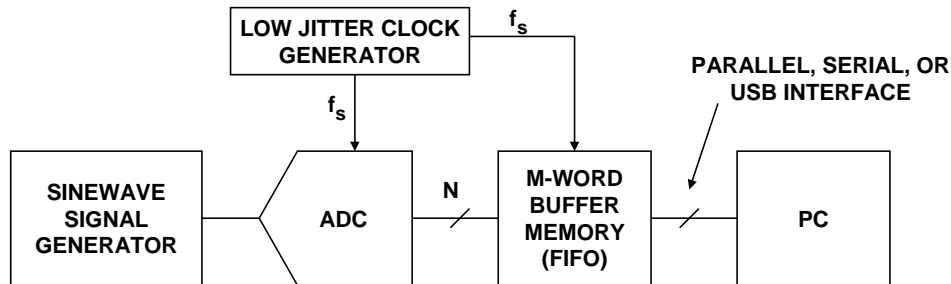 LOW JITTER CLOCK
GENERATOR
fs
fs
PARALLEL, SERIAL, OR
USB INTERFACE
SINEWAVE
SIGNAL
GENERATOR
ADC
N
M-WORD
BUFFER
MEMORY
(FIFO)
PC